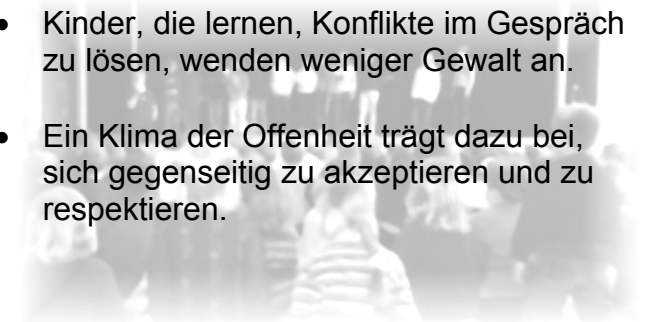 • Kinder, die lernen, Konflikte im Gespräch
zu lösen, wenden weniger Gewalt an.
• Ein Klima der Offenheit trägt dazu bei,
sich gegenseitig zu akzeptieren und zu
respektieren.